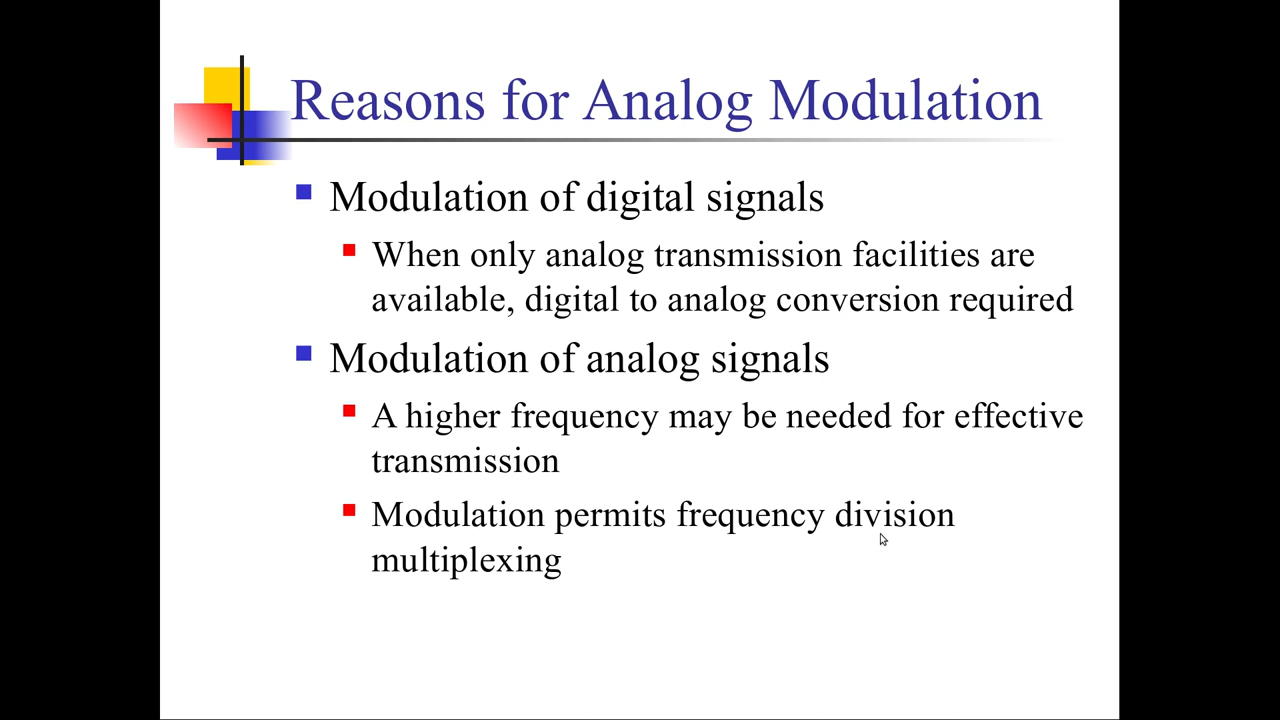 Reasons for Analog Modulation
Modulation of digital signals
When only analog transmission facilities are
available, digital to analog conversion required
Modulation of analog signals
A higher frequency may be needed for effective
transmission
Modulation permits frequency division
multiplexing